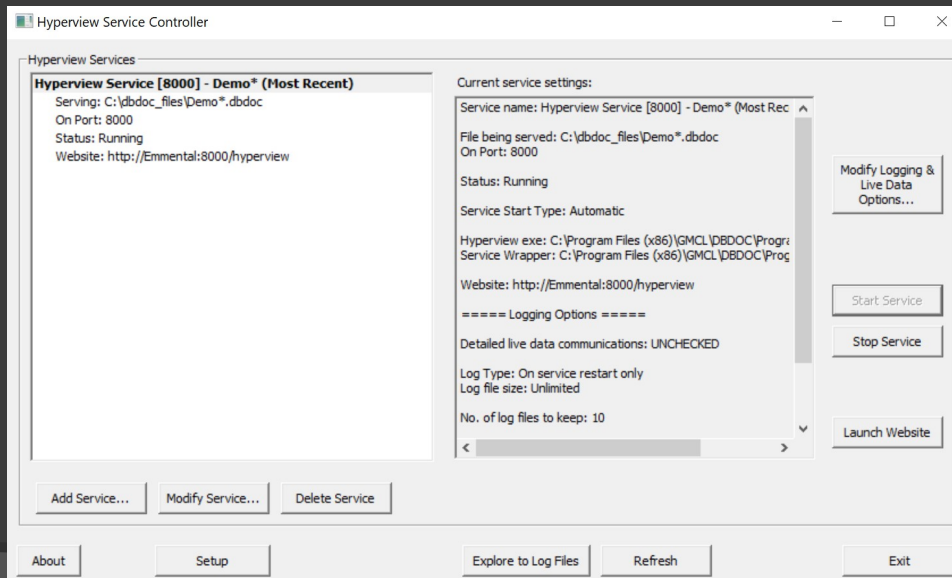 Hyperview Service Controller
Hyperview Services
Hyperview Service [8000] - Demo* (Most Recent)
Serving: C:\dbdoc_files\Demo*.dbdoc
On Port: 8000
Status: Running
Website: http://Emmental:8000/hyperview
Current service settings:
Service name: Hyperview Service [8000] - Demo* (Most Rec
File being served: C:\dbdoc_files\Demo*.dbdoc
On Port: 8000
Status: Running
Service Start Type: Automatic
Hyperview exe: C:\Program Files (x86)\GMCL\DBDOC\Progra
Service Wrapper: C:\Program Files (x86)\GMCL\DBDOC\Prog
Website: http://Emmental:8000/hyperview
===== Logging Options =====
Detailed live data communications: UNCHECKED
Log Type: On service restart only
Log file size: Unlimited
No. of log files to keep: 10
Modify Logging &
Live Data
Options...
Start Service
Stop Service
Launch Website
Add Service...
Modify Service...
Delete Service
About
Setup
Explore to Log Files
Refresh
Exit